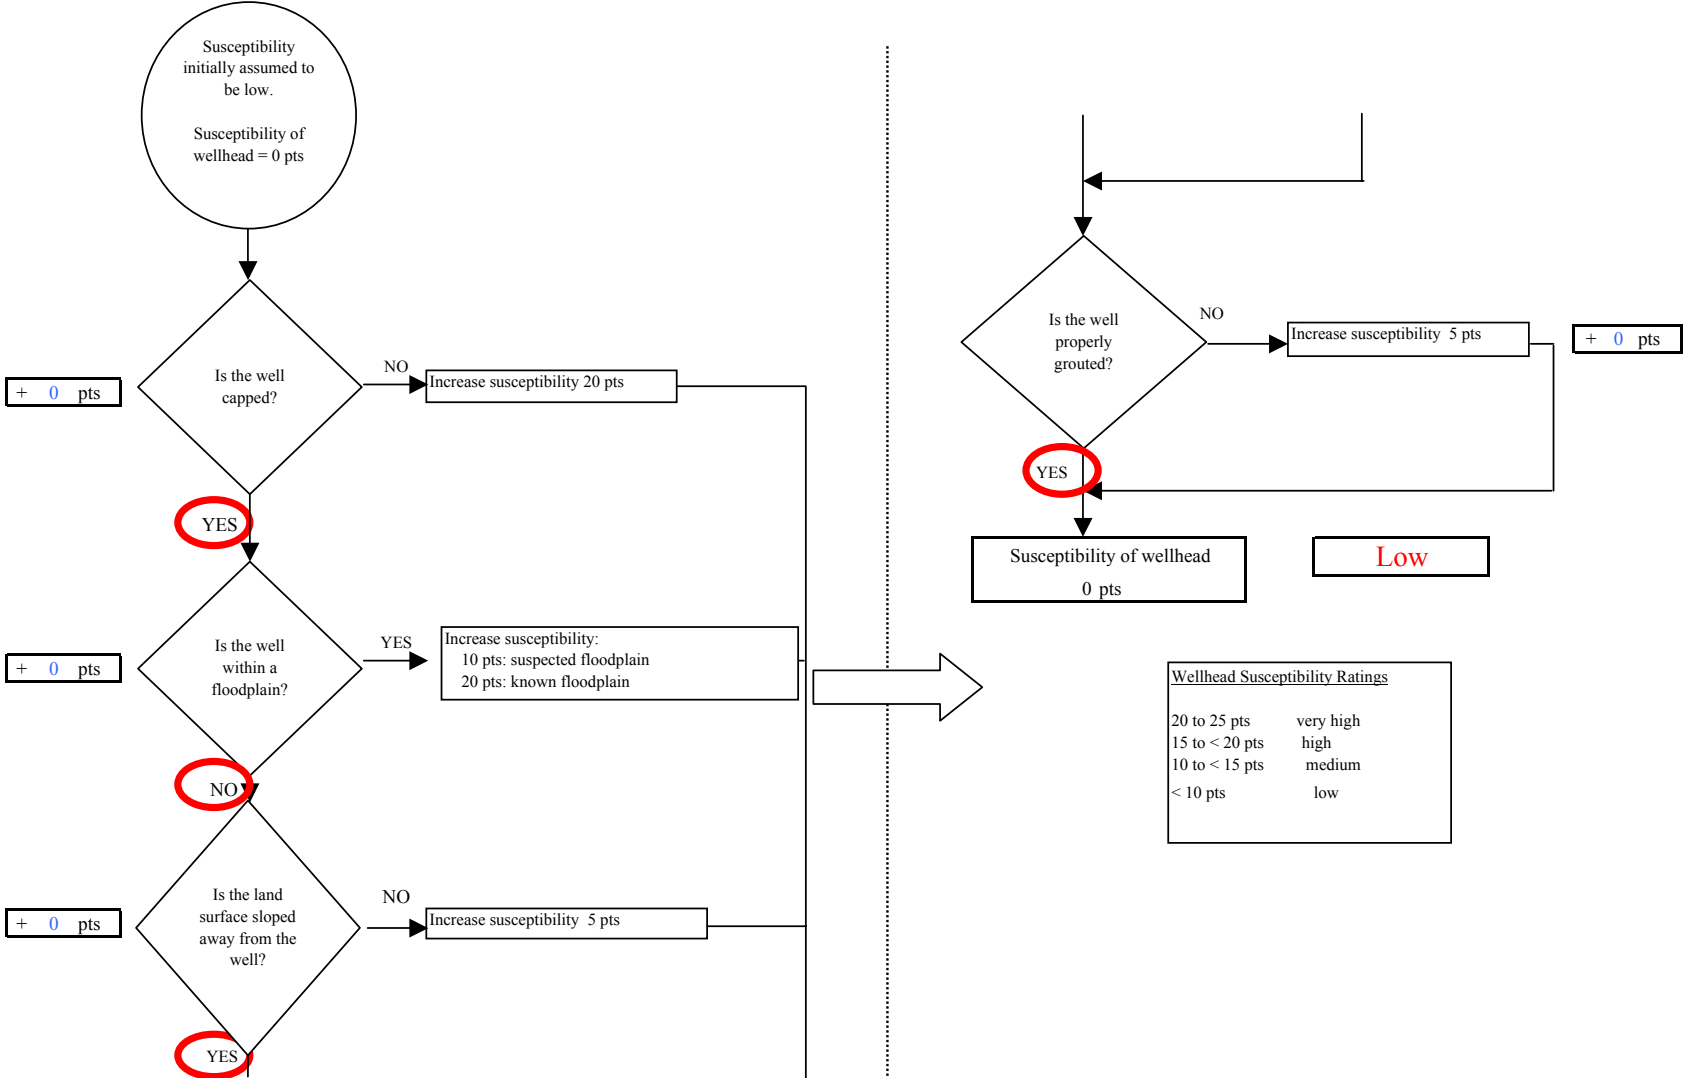 Susceptibility
initially assumed to
be low.
Susceptibility of
wellhead = 0 pts
Is the well
capped?
NO
Increase susceptibility 20 pts
+ 0 pts
YES
Is the well
within a
floodplain?
YES
Increase susceptibility:
10 pts: suspected floodplain
20 pts: known floodplain
+ 0 pts
NO
Is the land
surface sloped
away from the
well?
NO
Increase susceptibility 5 pts
+ 0 pts
YES
Is the well
properly
grouted?
NO
Increase susceptibility 5 pts
+ 0 pts
YES
Susceptibility of wellhead
0 pts
Low
Wellhead Susceptibility Ratings
20 to 25 pts very high
15 to < 20 pts high
10 to < 15 pts medium
< 10 pts low